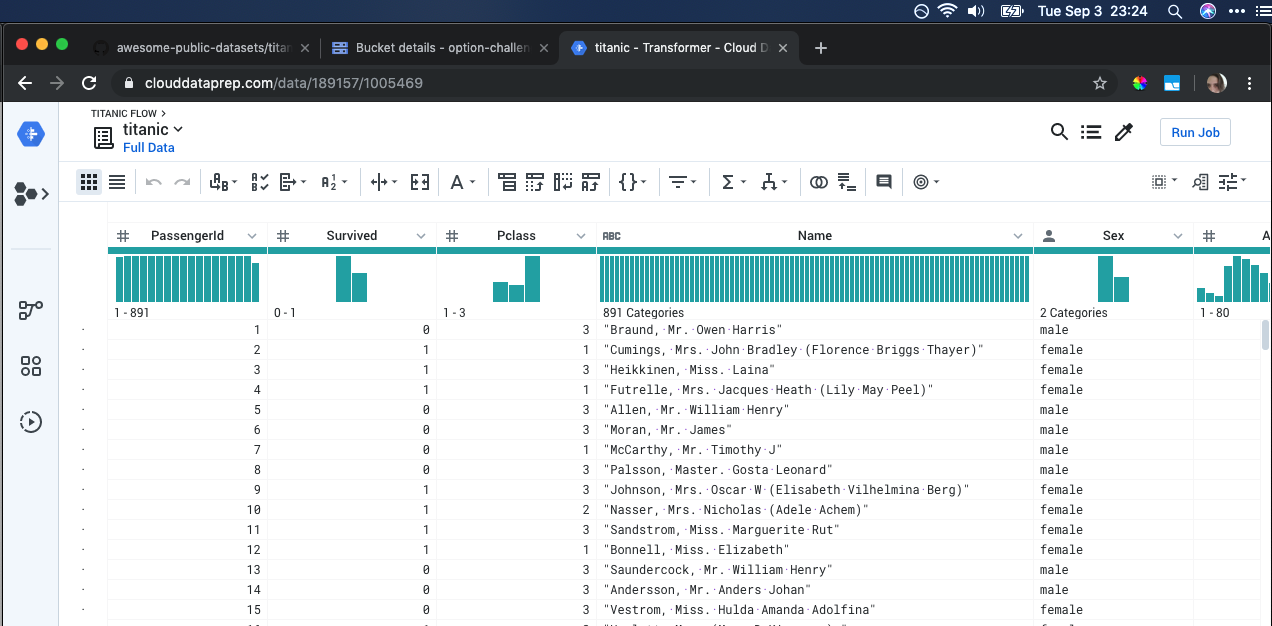 Tue Sep 3 23:24
awesome-public-datasets/titan
Bucket details - option-challen
titanic - Transformer - Cloud D
clouddataprep.com/data/189157/1005469
TITANIC FLOW >
titanic
Full Data
Run Job
# PassengerId # Survived # Pclass ABC Name Sex # A
1 - 891 0 - 1 1 - 3 891 Categories 2 Categories 1 - 80
1 0 3 "Braund,·Mr.·Owen·Harris" male
2 1 1 "Cumings,·Mrs.·John·Bradley·(Florence·Briggs·Thayer)" female
3 1 3 "Heikkinen,·Miss.·Laina" female
4 1 1 "Futrelle,·Mrs.·Jacques·Heath·(Lily·May·Peel)" female
5 0 3 "Allen,·Mr.·William·Henry" male
6 0 3 "Moran,·Mr.·James" male
7 0 1 "McCarthy,·Mr.·Timothy·J" male
8 0 3 "Palsson,·Master.·Gosta·Leonard" male
9 1 3 "Johnson,·Mrs.·Oscar·W·(Elisabeth·Vilhelmina·Berg)" female
10 1 2 "Nasser,·Mrs.·Nicholas·(Adele·Achem)" female
11 1 3 "Sandstrom,·Miss.·Marguerite·Rut" female
12 1 1 "Bonnell,·Miss.·Elizabeth" female
13 0 3 "Saundercock,·Mr.·William·Henry" male
14 0 3 "Andersson,·Mr.·Anders·Johan" male
15 0 3 "Vestrom,·Miss.·Hulda·Amanda·Adolfina" female